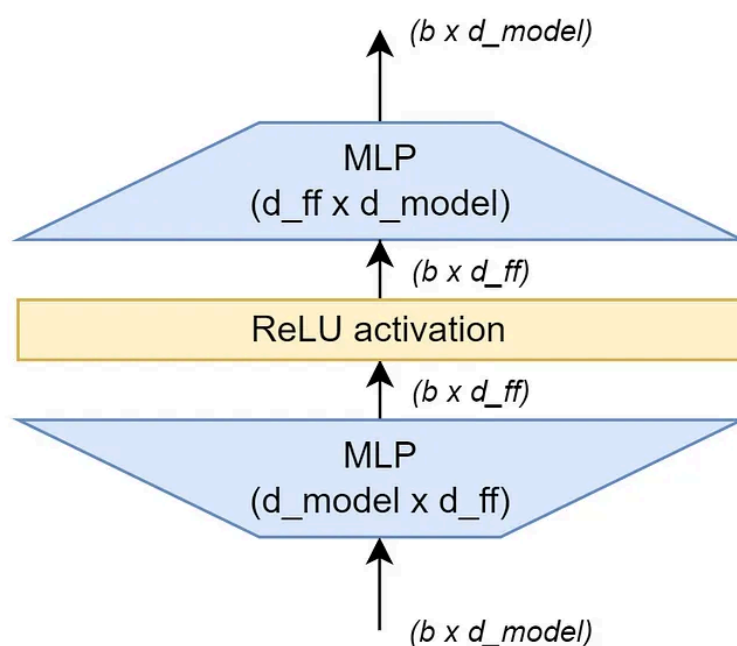 (b x d_model)
MLP
(d_ff x d_model)
(b x d_ff)
ReLU activation
(b x d_ff)
MLP
(d_model x d_ff)
(b x d_model)